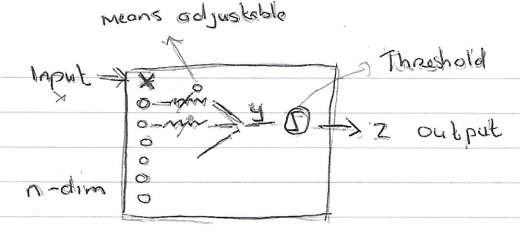 means adjustable
Input
x
Threshold
y
z output
n-dim